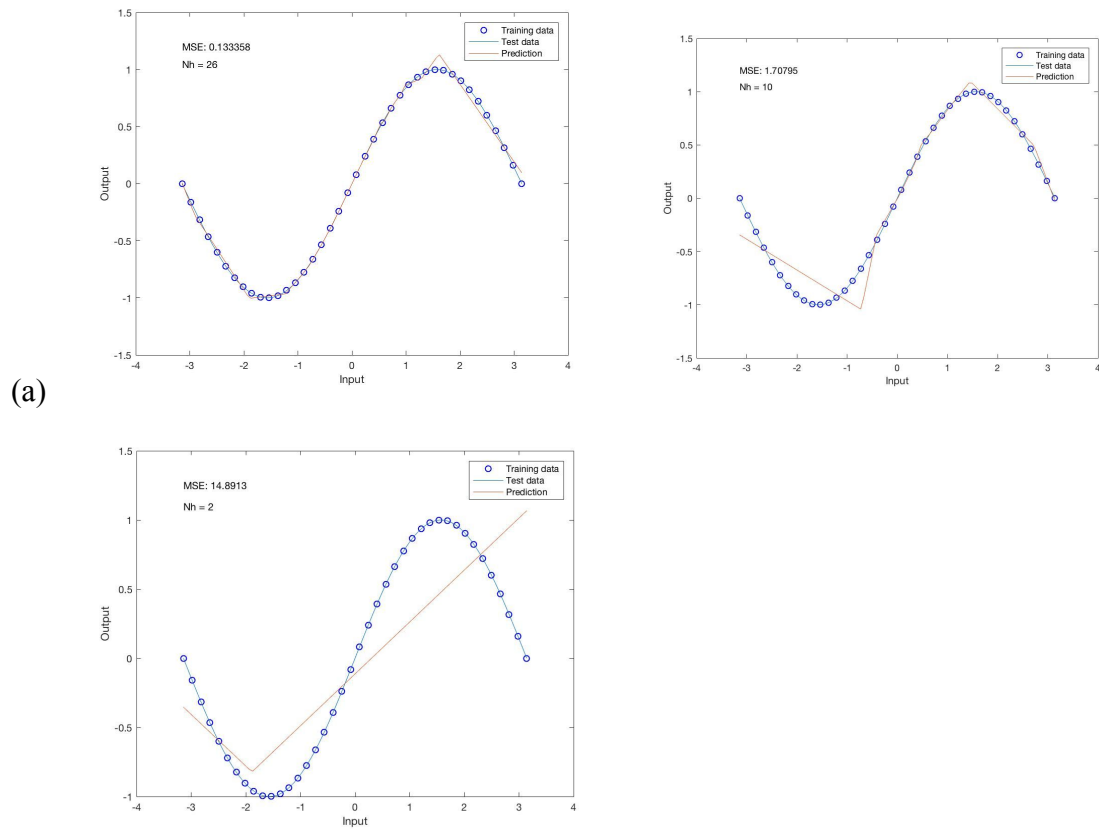 MSE: 0.133358
Nh = 26
Training data
Test data
Prediction
1.5
1
0.5
0
-0.5
-1
-1.5
Output
-4 -3 -2 -1 0 1 2 3 4
Input
MSE: 1.70795
Nh = 10
Training data
Test data
Prediction
1.5
1
0.5
0
-0.5
-1
-1.5
Output
-4 -3 -2 -1 0 1 2 3 4
Input
(a)
MSE: 14.8913
Nh = 2
Training data
Test data
Prediction
1.5
1
0.5
0
-0.5
-1
Output
-4 -3 -2 -1 0 1 2 3 4
Input